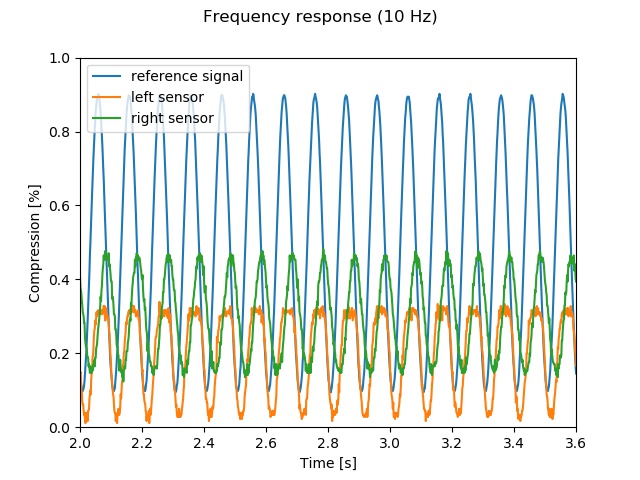 Frequency response (10 Hz)
1.0
reference signal
left sensor
right sensor
0.8
0.6
Compression [%]
0.4
0.2
0.0
2.0 2.2 2.4 2.6 2.8 3.0 3.2 3.4 3.6
Time [s]